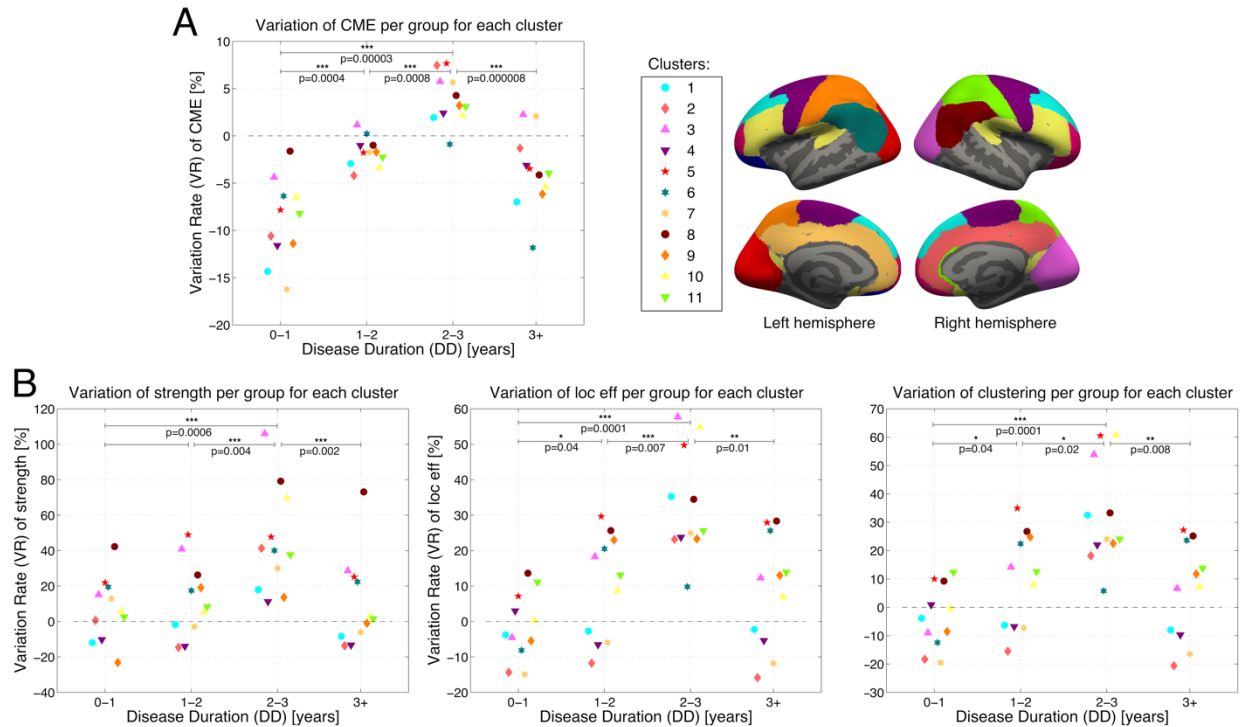 A
Variation of CME per group for each cluster
Variation Rate (VR) of CME [%]
10
5
0
−5
−10
−15
−20
***
p=0.00003
***
p=0.0004
***
p=0.0008
***
p=0.000008
0−1
1−2
2−3
3+
Disease Duration (DD) [years]
Clusters:
1
2
3
4
5
6
7
8
9
10
11
Left hemisphere
Right hemisphere
B
Variation of strength per group for each cluster
Variation Rate (VR) of strength [%]
120
100
80
60
40
20
0
−20
−40
***
p=0.0006
***
p=0.004
***
p=0.002
0−1
1−2
2−3
3+
Disease Duration (DD) [years]
Variation of loc eff per group for each cluster
Variation Rate (VR) of loc eff [%]
60
50
40
30
20
10
0
−10
−20
***
p=0.0001
*
p=0.04
***
p=0.007
**
p=0.01
0−1
1−2
2−3
3+
Disease Duration (DD) [years]
Variation of clustering per group for each cluster
Variation Rate (VR) of clustering [%]
70
60
50
40
30
20
10
0
−10
−20
−30
***
p=0.0001
*
p=0.04
*
p=0.02
**
p=0.008
0−1
1−2
2−3
3+
Disease Duration (DD) [years]